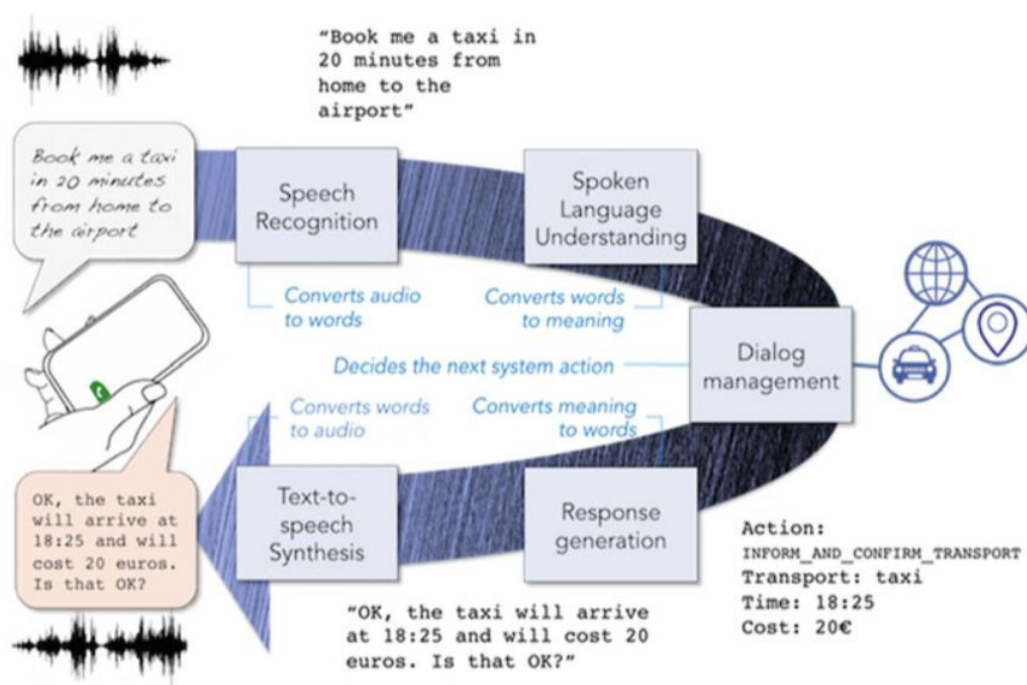 "Book me a taxi in
20 minutes from
home to the
airport"
Book me a taxi
in 20 minutes
from home to
the airport
Speech
Recognition
Spoken
Language
Understanding
Converts audio
to words
Converts words
to meaning
Decides the next system action
Dialog
management
Converts words
to audio
Converts meaning
to words
OK, the taxi
will arrive at
18:25 and will
cost 20 euros.
Is that OK?
Text-to-
speech
Synthesis
Response
generation
Action:
INFORM_AND_CONFIRM_TRANSPORT
Transport: taxi
Time: 18:25
Cost: 20€
"OK, the taxi will arrive
at 18:25 and will cost 20
euros. Is that OK?"